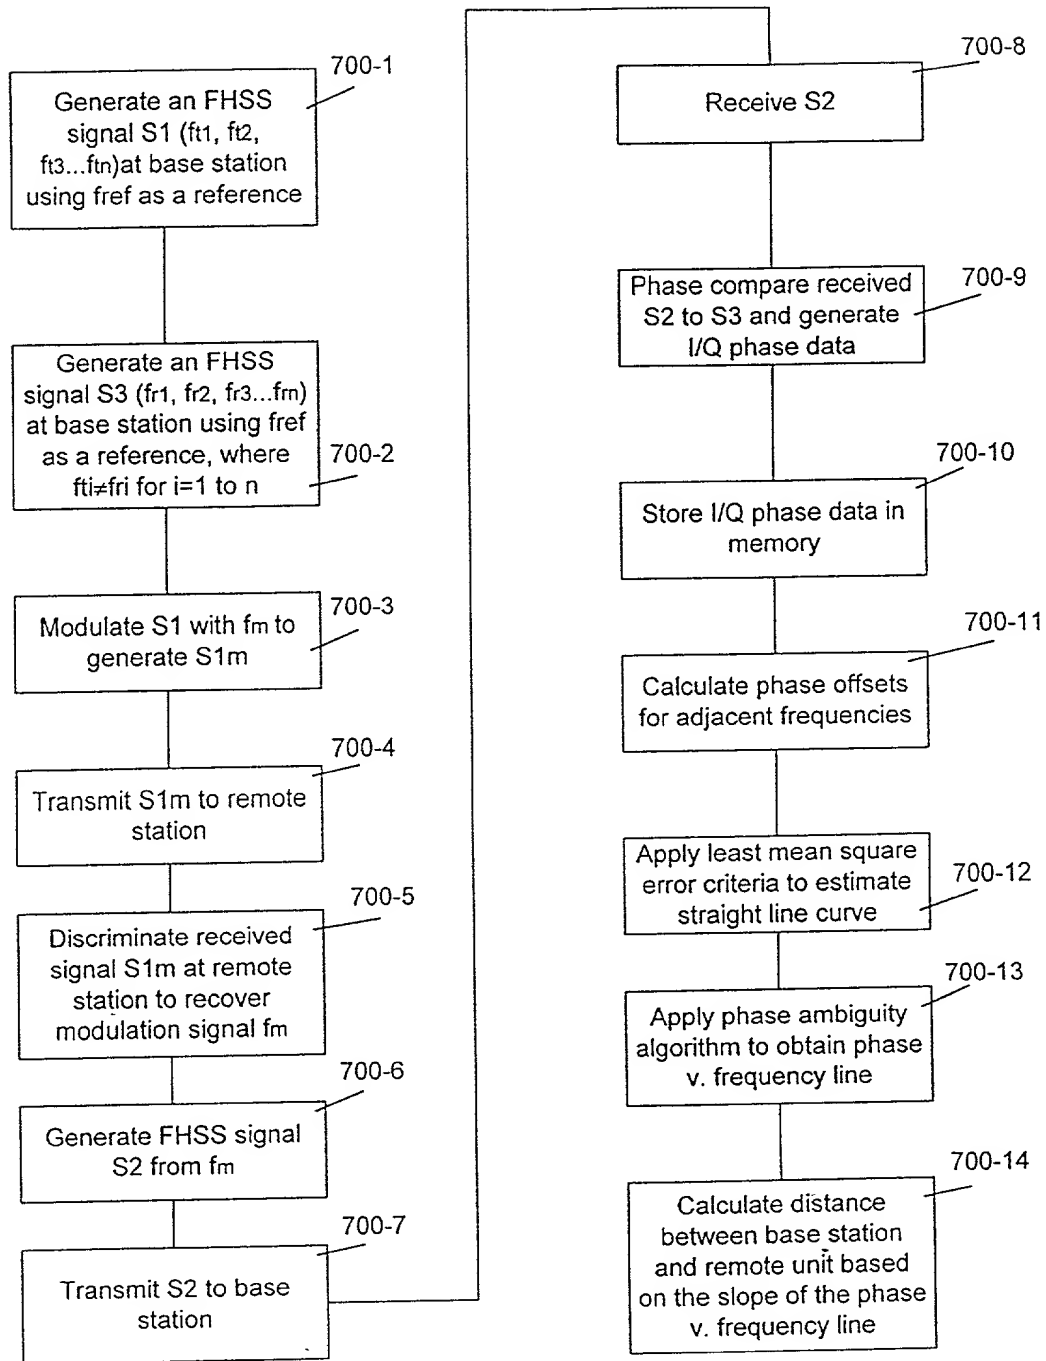 700-1
Generate an FHSS
signal S1 (ft1, ft2,
ft3...ftn)at base station
using fref as a reference
Generate an FHSS
signal S3 (fr1, fr2, fr3...frn)
at base station using fref
as a reference, where
fti≠fri for i=1 to n
700-2
700-3
Modulate S1 with fm to
generate S1m
700-4
Transmit S1m to remote
station
700-5
Discriminate received
signal S1m at remote
station to recover
modulation signal fm
700-6
Generate FHSS signal
S2 from fm
700-7
Transmit S2 to base
station
700-8
Receive S2
700-9
Phase compare received
S2 to S3 and generate
I/Q phase data
700-10
Store I/Q phase data in
memory
700-11
Calculate phase offsets
for adjacent frequencies
Apply least mean square
error criteria to estimate
straight line curve
700-12
700-13
Apply phase ambiguity
algorithm to obtain phase
v. frequency line
700-14
Calculate distance
between base station
and remote unit based
on the slope of the phase
v. frequency line